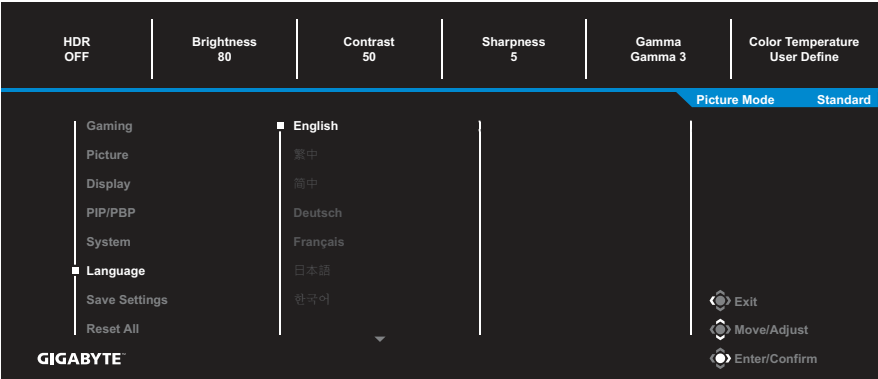 HDR
OFF
Brightness
80
Contrast
50
Sharpness
5
Gamma
Gamma 3
Color Temperature
User Define
Picture Mode Standard
Gaming
Picture
Display
PIP/PBP
System
Language
Save Settings
Reset All
English
繁中
简中
Deutsch
Français
日本語
한국어
Exit
Move/Adjust
Enter/Confirm
GIGABYTE™